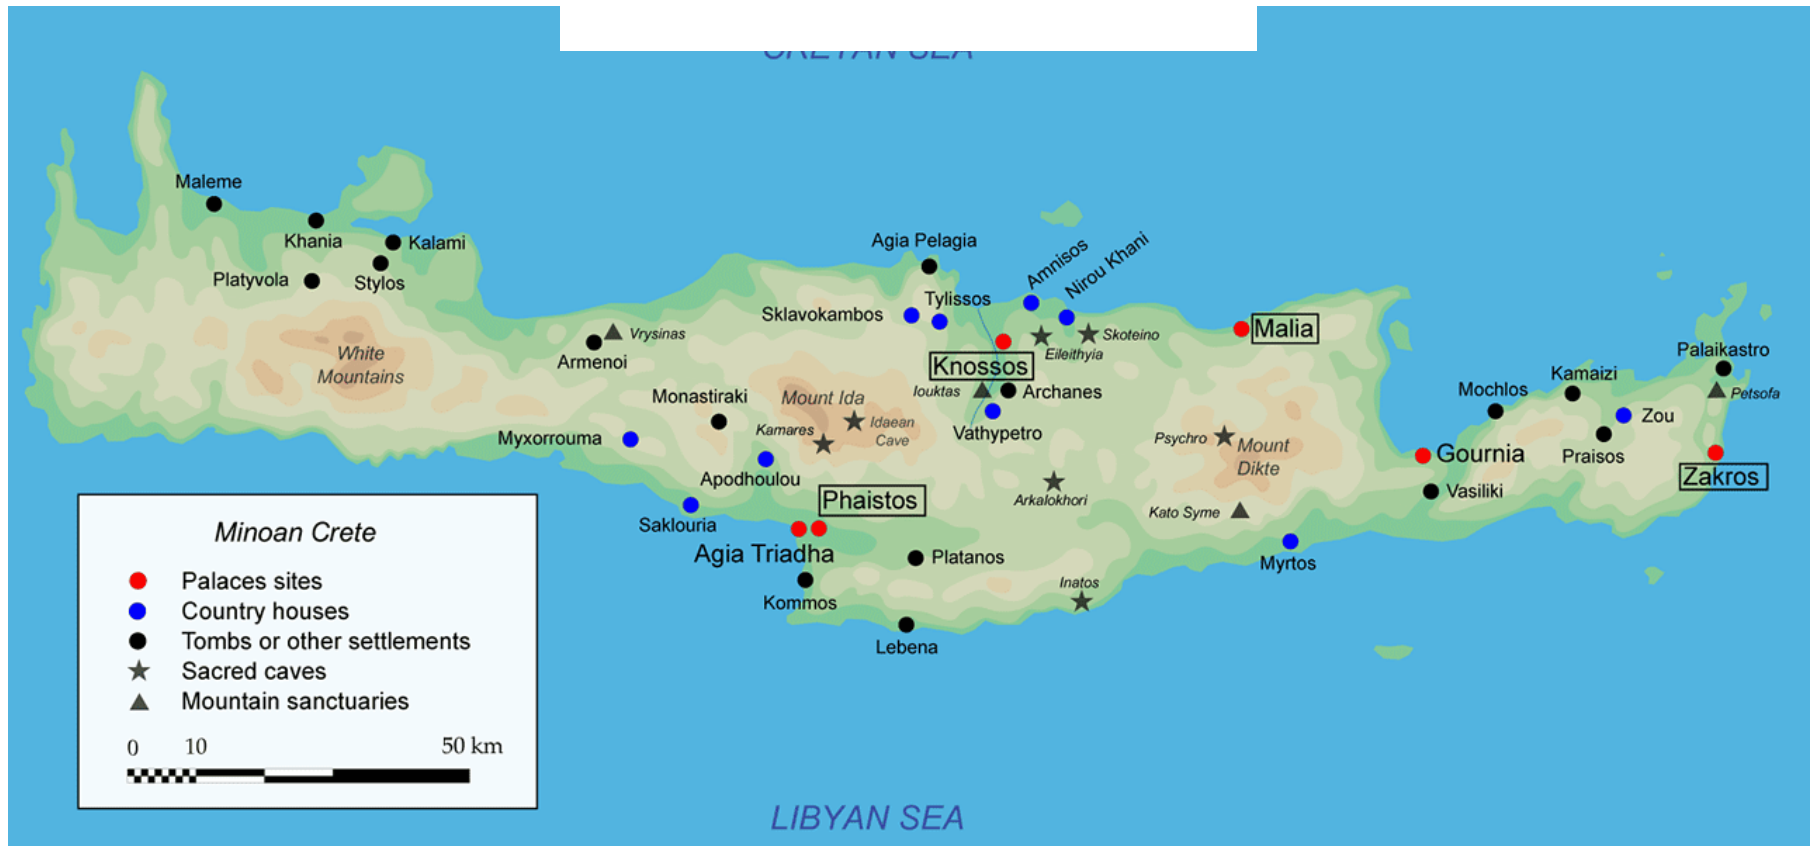 CRETAN SEA
Maleme
Khania
Kalami
Platyvola
Stylos
White
Mountains
Agia Pelagia
Amnisos
Nirou Khani
Sklavokambos
Tylissos
Vrysinas
Armenoi
Eileithyia
Skoteino
Malia
Knossos
Palaikastro
Monastiraki
Mount Ida
Iouktas
Archanes
Mochlos
Kamaizi
Petsofa
Kamares
Idaean
Cave
Vathypetro
Zou
Myxorrouma
Psychro
Mount
Dikte
Gournia
Praisos
Apodhoulou
Zakros
Arkalokhori
Vasiliki
Phaistos
Saklouria
Kato Syme
Agia Triadha
Platanos
Myrtos
Inatos
Kommos
Lebena
Minoan Crete
Palaces sites
Country houses
Tombs or other settlements
Sacred caves
Mountain sanctuaries
0 10 50 km
LIBYAN SEA